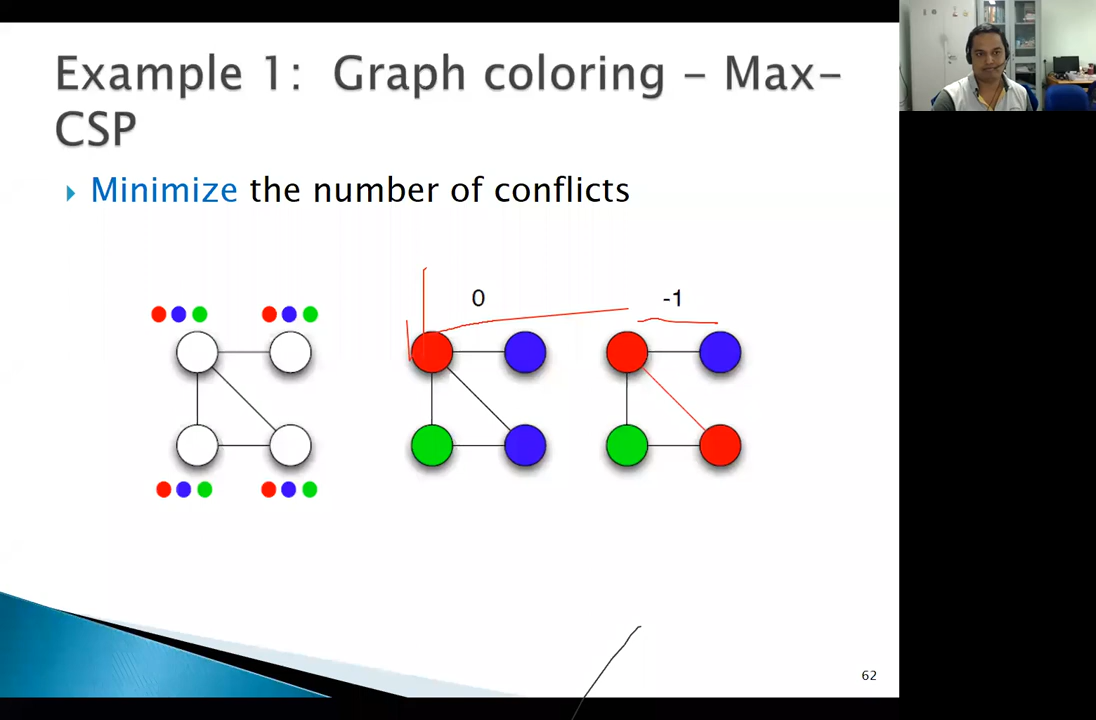 Example 1: Graph coloring – Max-
CSP
Minimize the number of conflicts
0
-1
62